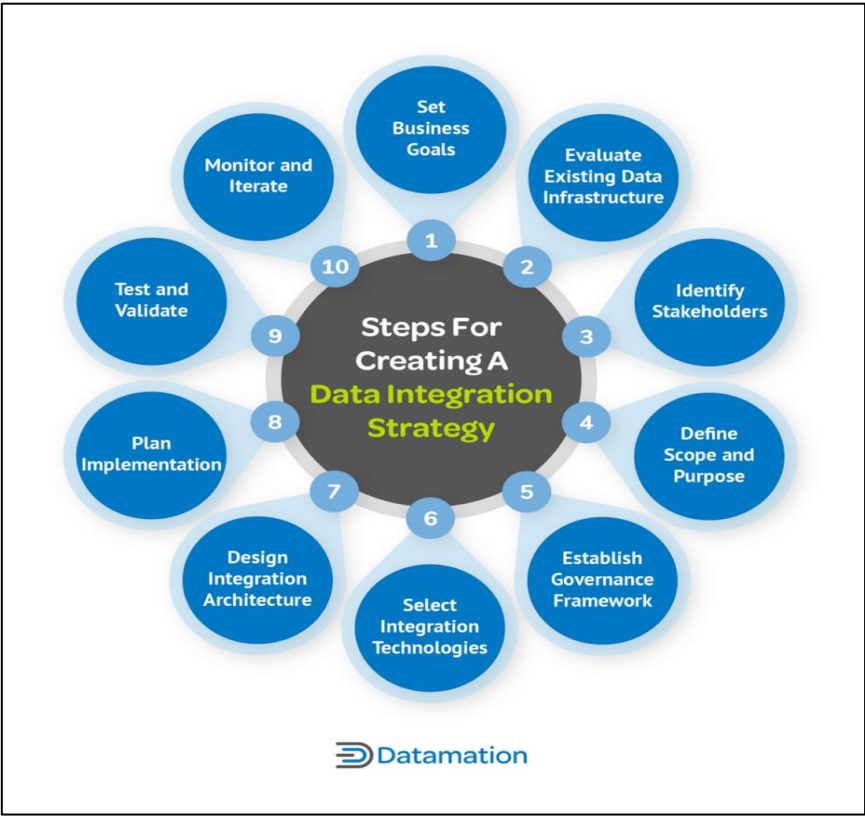 Steps For
Creating A
Data Integration
Strategy
1
Set
Business
Goals
2
Evaluate
Existing Data
Infrastructure
3
Identify
Stakeholders
4
Define
Scope and
Purpose
5
Establish
Governance
Framework
6
Select
Integration
Technologies
7
Design
Integration
Architecture
8
Plan
Implementation
9
Test and
Validate
10
Monitor and
Iterate
Datamation